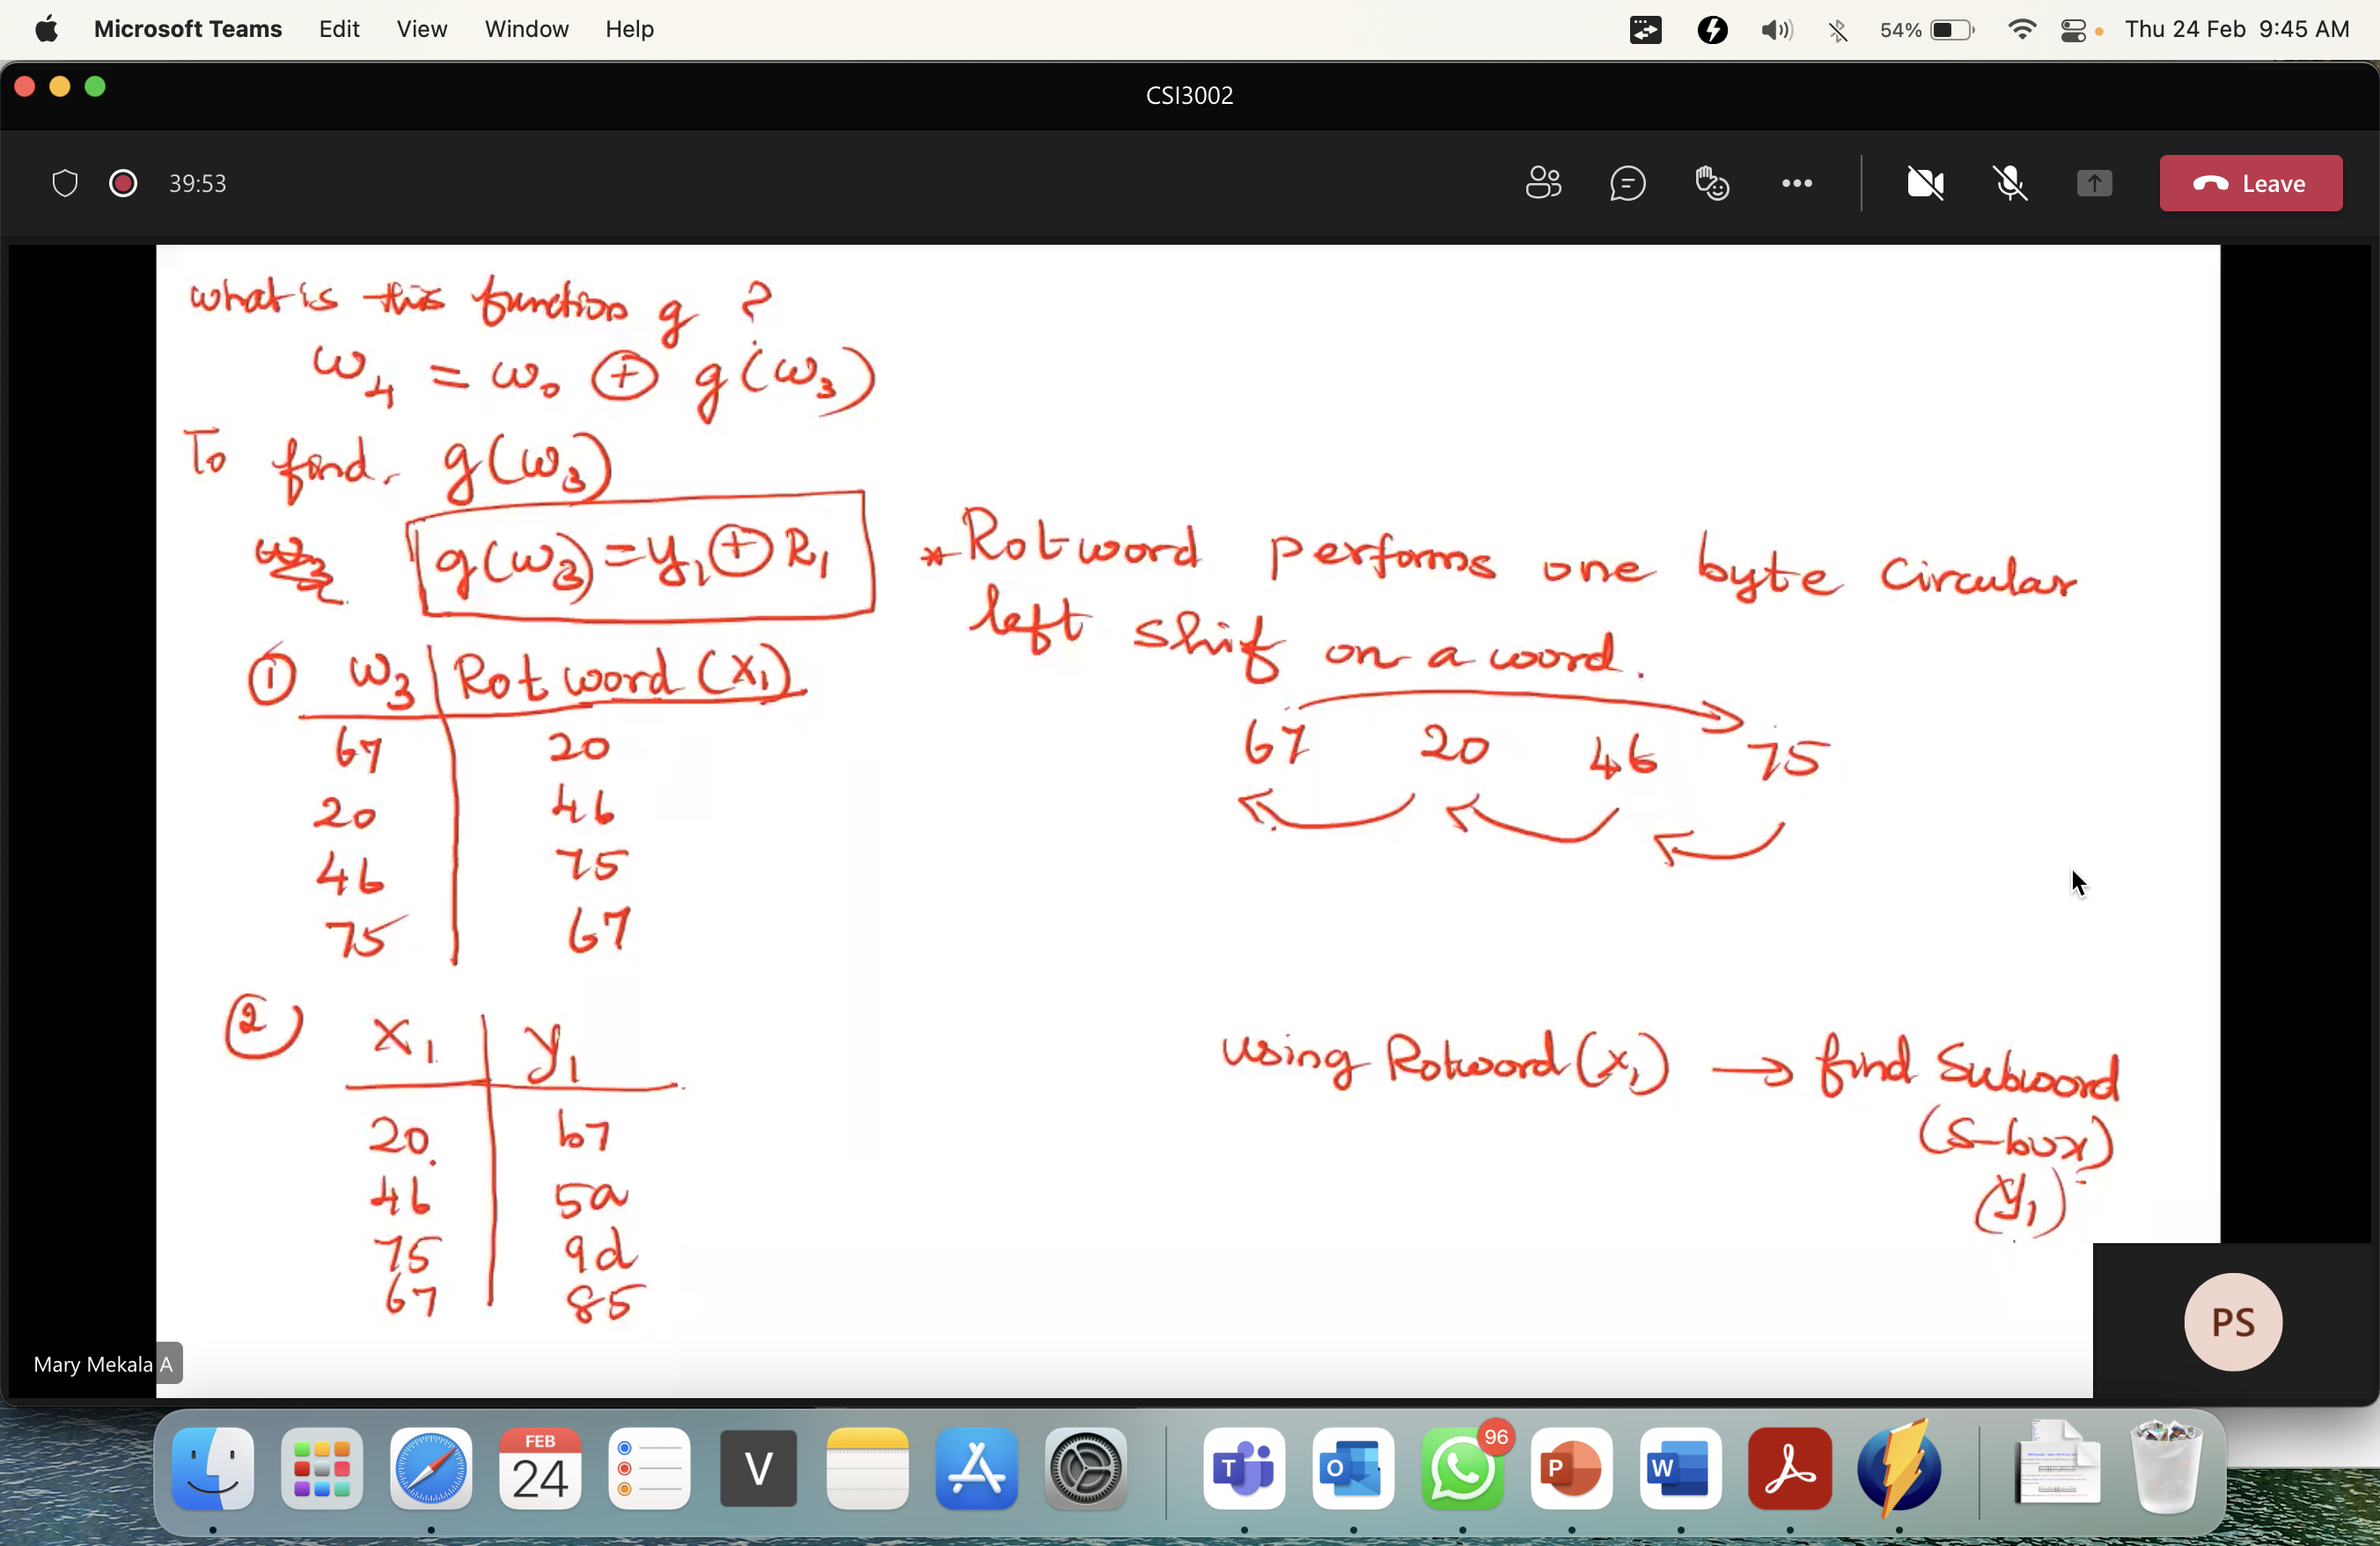 Microsoft Teams Edit View Window Help 54% Thu 24 Feb 9:45 AM
CSI3002
39:53 Leave
what is this function g ?
w₄ = w₀ ⊕ g(w₃)
To find. g(w₃)
g(w₃) = y₁ ⊕ R₁
* Rotword performs one byte Circular
left shif on a word.
① w₃ Rotword (x₁)
67 20
20 46
46 75
75 67
67 20 46 75
② x₁ y₁
20 b7
46 5a
75 9d
67 85
using Rotword (x₁) → find Subword
(S-box)
(y₁)
PS
Mary Mekala A
FEB
24
V
T
O
96
P
W